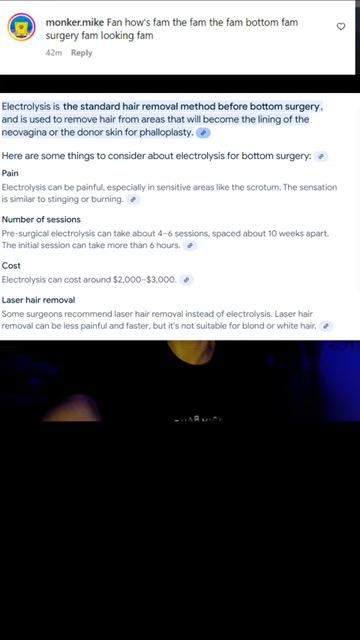 monker.mike Fan how's fam the fam the fam bottom fam
surgery fam looking fam
42m Reply
Electrolysis is the standard hair removal method before bottom surgery,
and is used to remove hair from areas that will become the lining of the
neovagina or the donor skin for phalloplasty.
Here are some things to consider about electrolysis for bottom surgery:
Pain
Electrolysis can be painful, especially in sensitive areas like the scrotum. The sensation
is similar to stinging or burning.
Number of sessions
Pre-surgical electrolysis can take about 4–6 sessions, spaced about 10 weeks apart.
The initial session can take more than 6 hours.
Cost
Electrolysis can cost around $2,000–$3,000.
Laser hair removal
Some surgeons recommend laser hair removal instead of electrolysis. Laser hair
removal can be less painful and faster, but it's not suitable for blond or white hair.